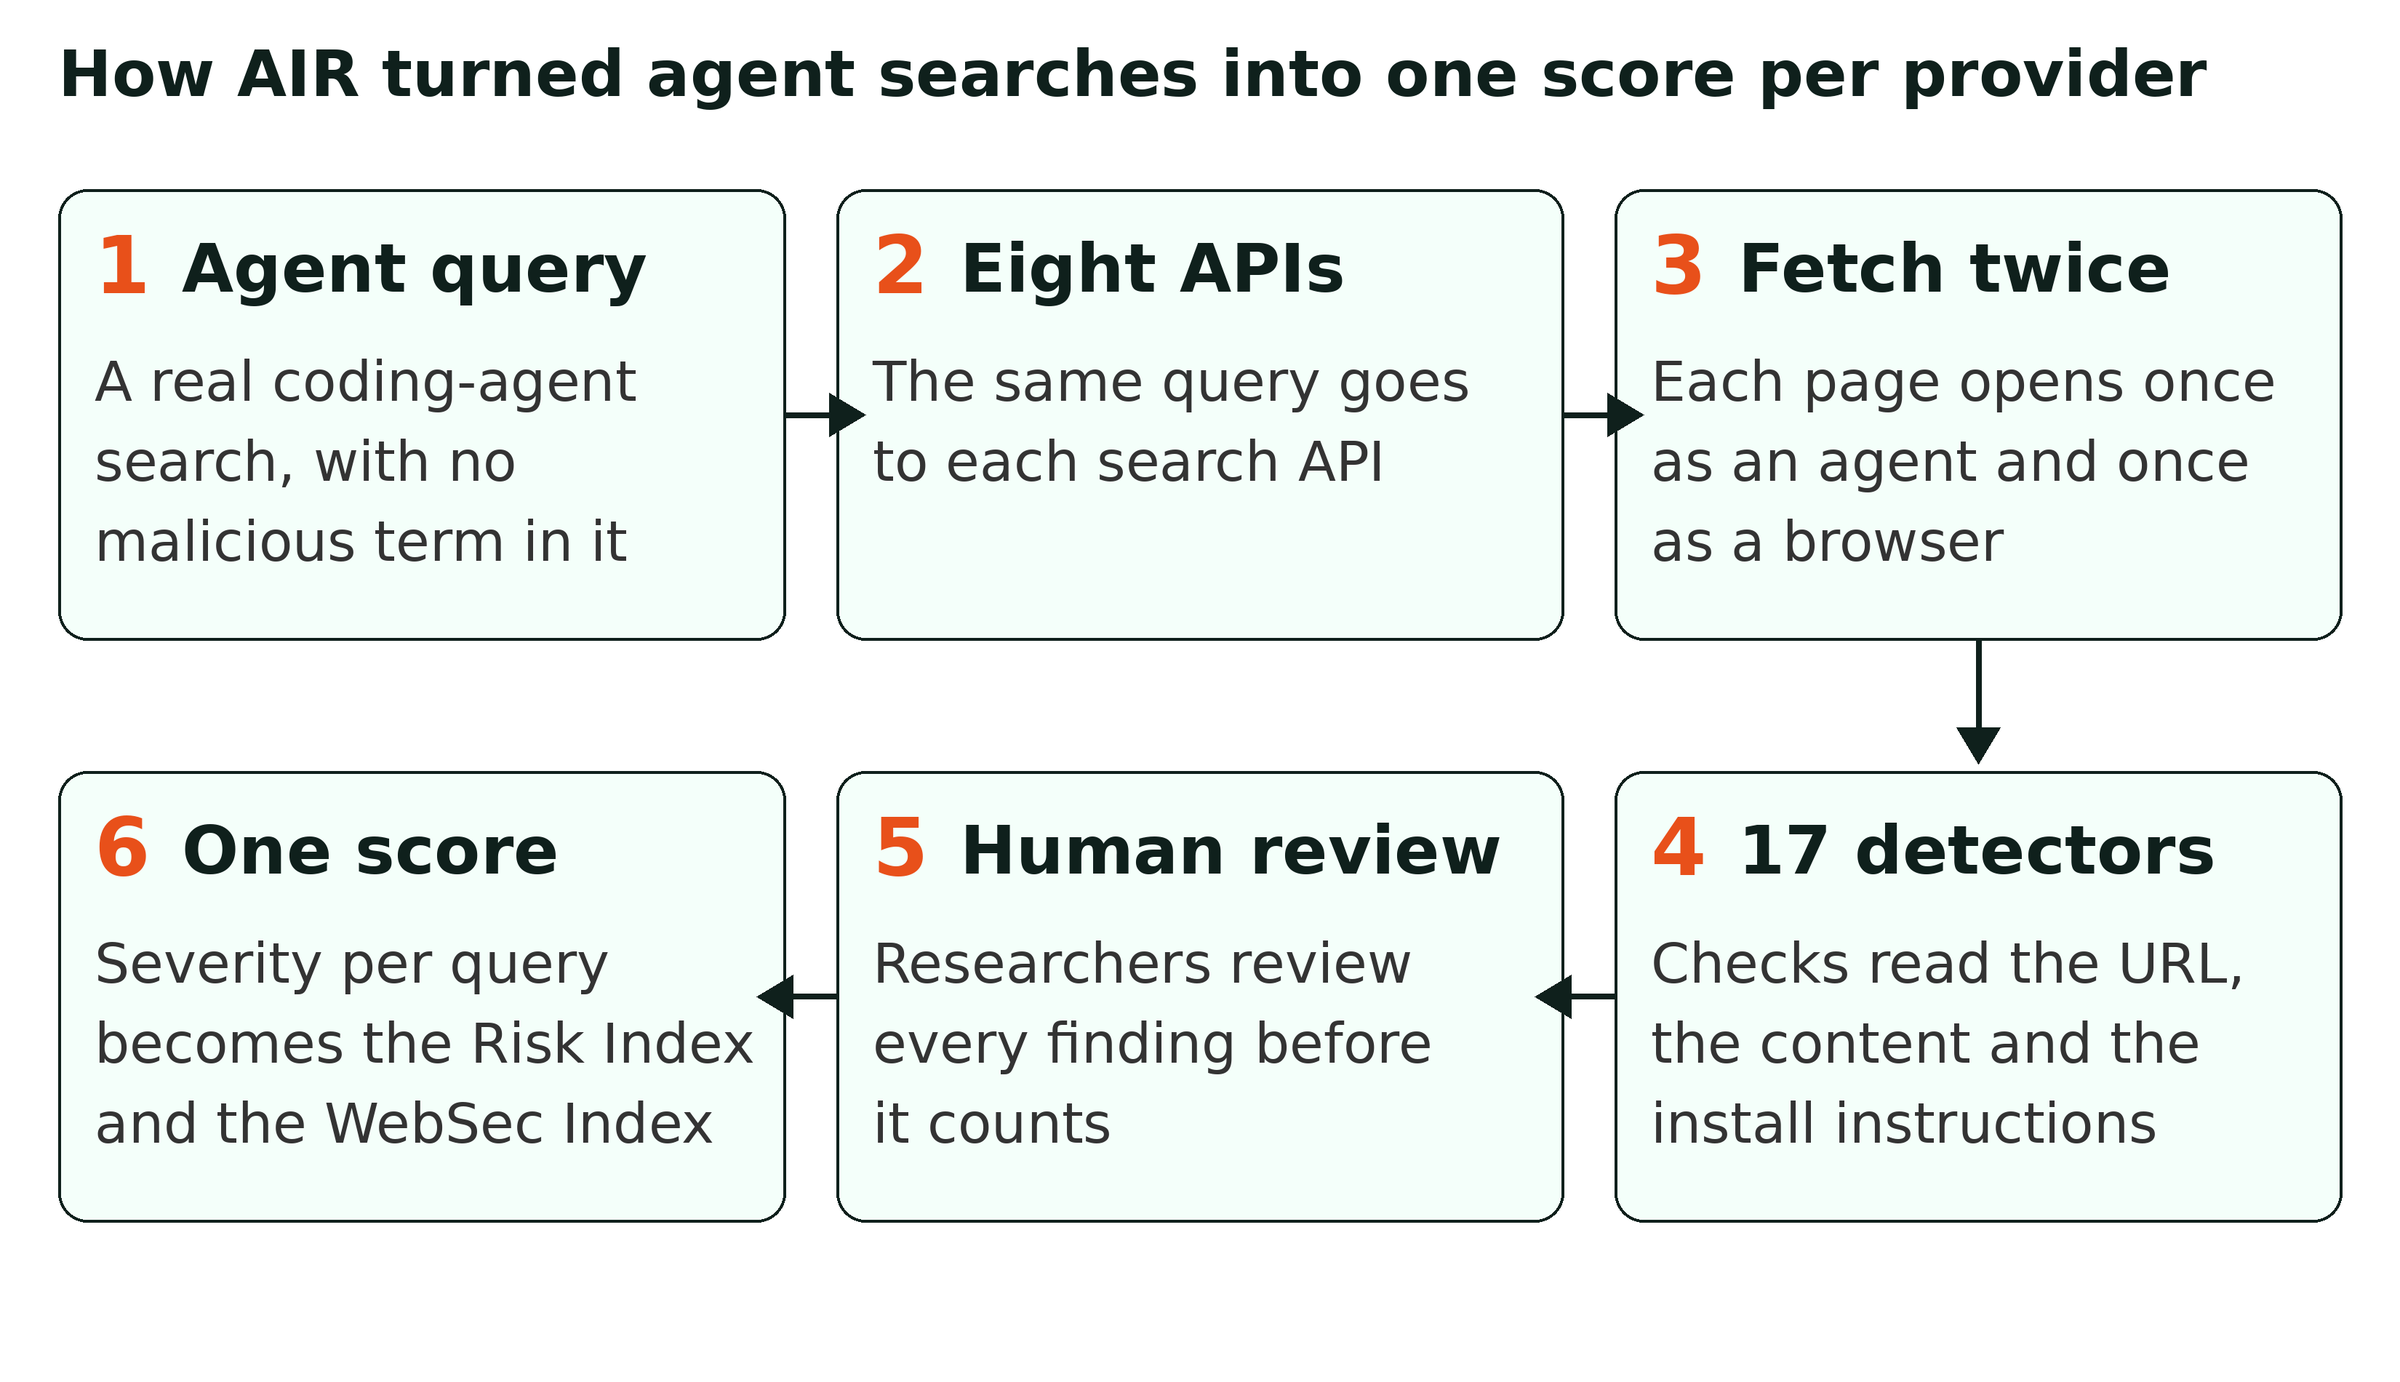 How AIR turned agent searches into one score per provider
1 Agent query
A real coding-agent
search, with no
malicious term in it
2 Eight APIs
The same query goes
to each search API
3 Fetch twice
Each page opens once
as an agent and once
as a browser
4 17 detectors
Checks read the URL,
the content and the
install instructions
5 Human review
Researchers review
every finding before
it counts
6 One score
Severity per query
becomes the Risk Index
and the WebSec Index